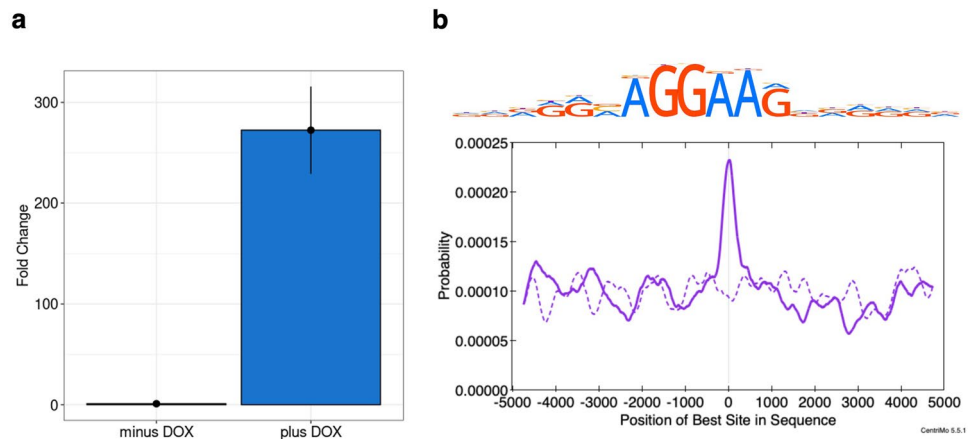 a
b
AGGAAG
0.00025
0.00020
0.00015
0.00010
0.00005
0.00000
Probability
-5000 -4000 -3000 -2000 -1000 0 1000 2000 3000 4000 5000
Position of Best Site in Sequence
CentriMo 5.5.1
300
200
100
0
Fold Change
minus DOX plus DOX